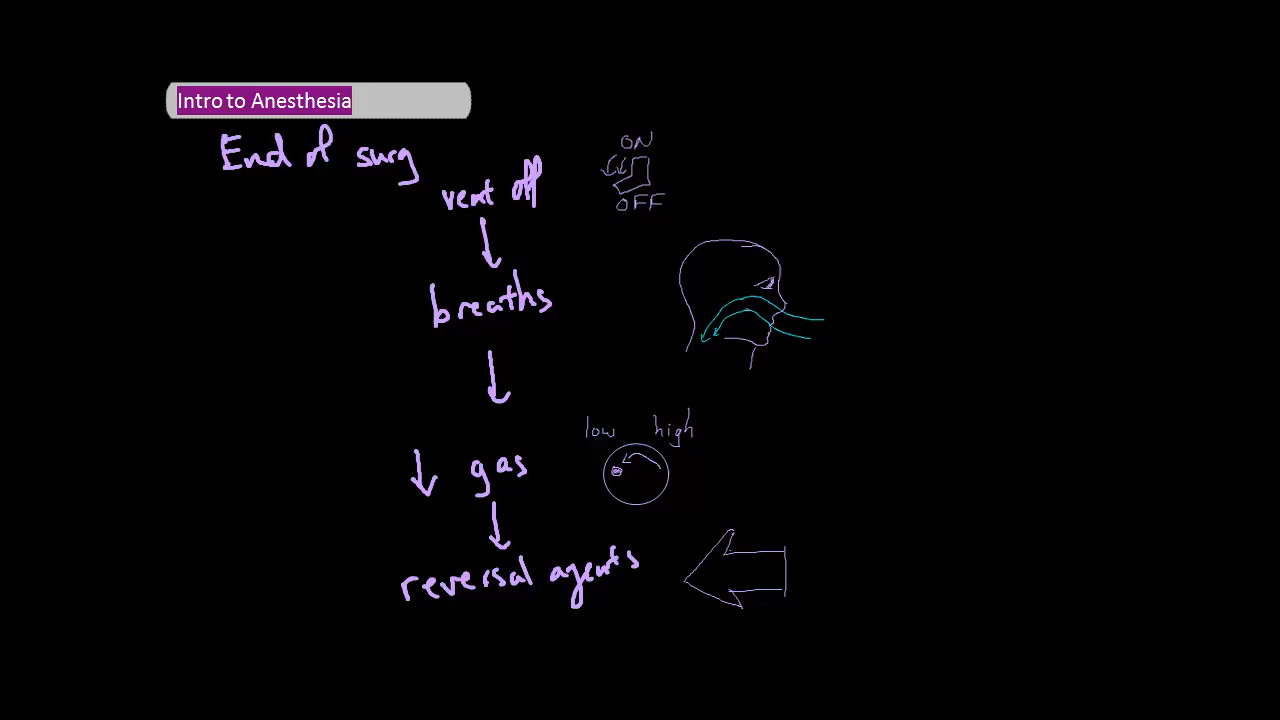 Intro to Anesthesia
End of surg
vent off
ON
OFF
breaths
low high
gas
reversal agents